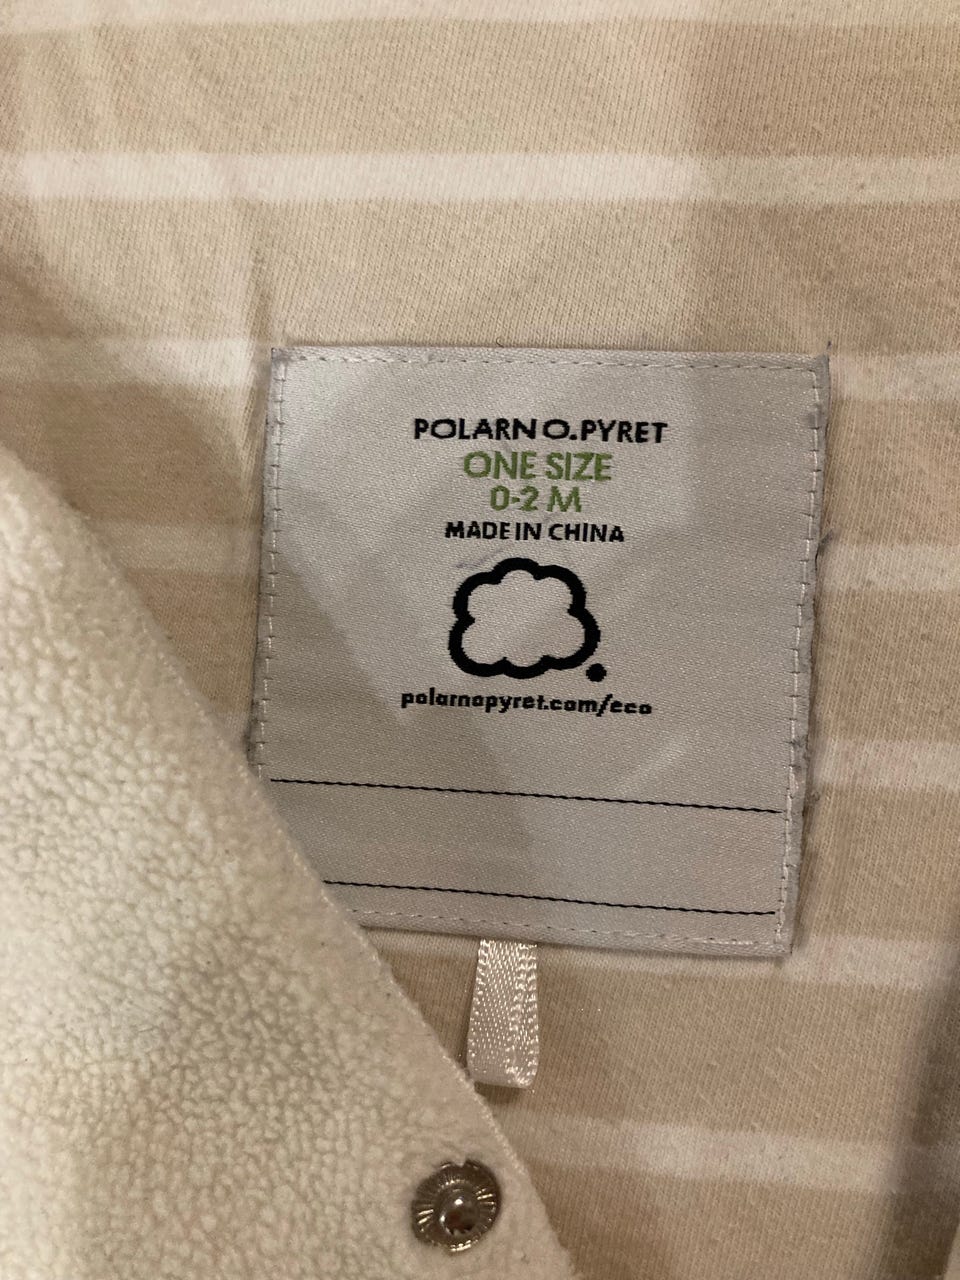 POLARN O. PYRET
ONE SIZE
0-2 M
MADE IN CHINA
polarnopyret.com/eco